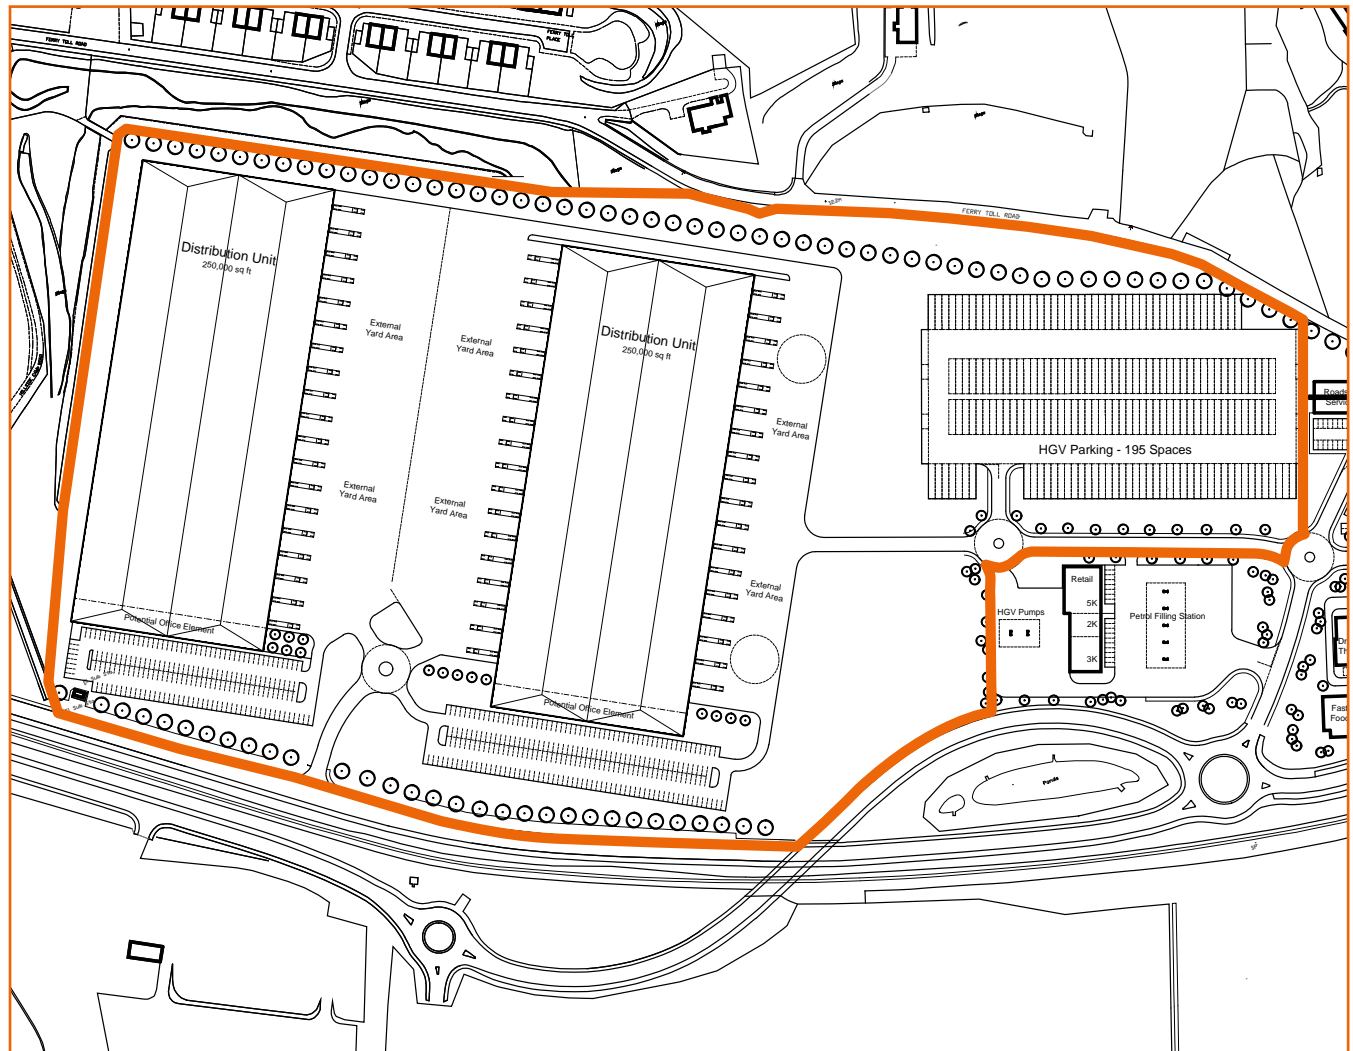 FERRY TOLL ROAD
FERRY TOLL
PLACE
FERRY TOLL ROAD
Distribution Unit
250,000 sq ft
External
Yard Area
External
Yard Area
Distribution Unit
250,000 sq ft
External
Yard Area
HGV Parking - 195 Spaces
External
Yard Area
External
Yard Area
External
Yard Area
Retail
5K
2K
3K
HGV Pumps
Petrol Filling Station
Potential Office Element
Potential Office Element
Ponds
Fast
Food